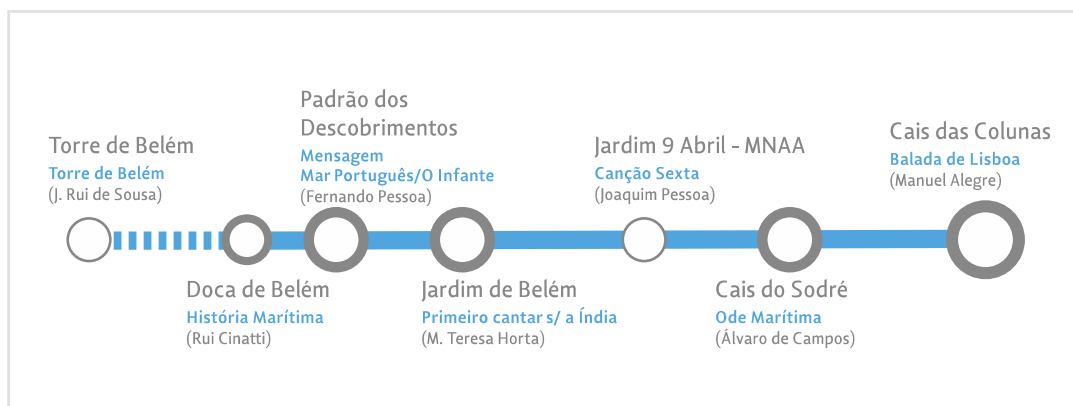 Torre de Belém
Torre de Belém
(J. Rui de Sousa)
Doca de Belém
História Marítima
(Rui Cinatti)
Padrão dos
Descobrimentos
Mensagem
Mar Português/O Infante
(Fernando Pessoa)
Jardim de Belém
Primeiro cantar s/ a Índia
(M. Teresa Horta)
Jardim 9 Abril - MNAA
Canção Sexta
(Joaquim Pessoa)
Cais do Sodré
Ode Marítima
(Álvaro de Campos)
Cais das Colunas
Balada de Lisboa
(Manuel Alegre)